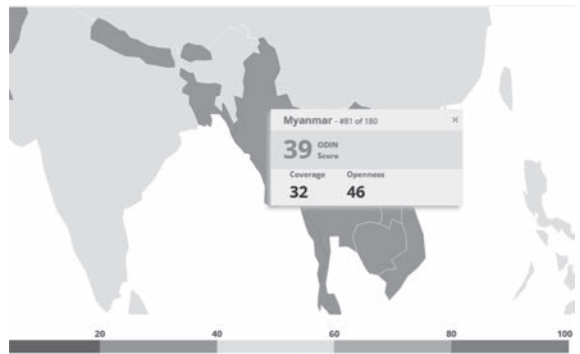 Myanmar - #81 of 180 ×
39 ODIN
Score
Coverage Openness
32 46
20 40 60 80 100